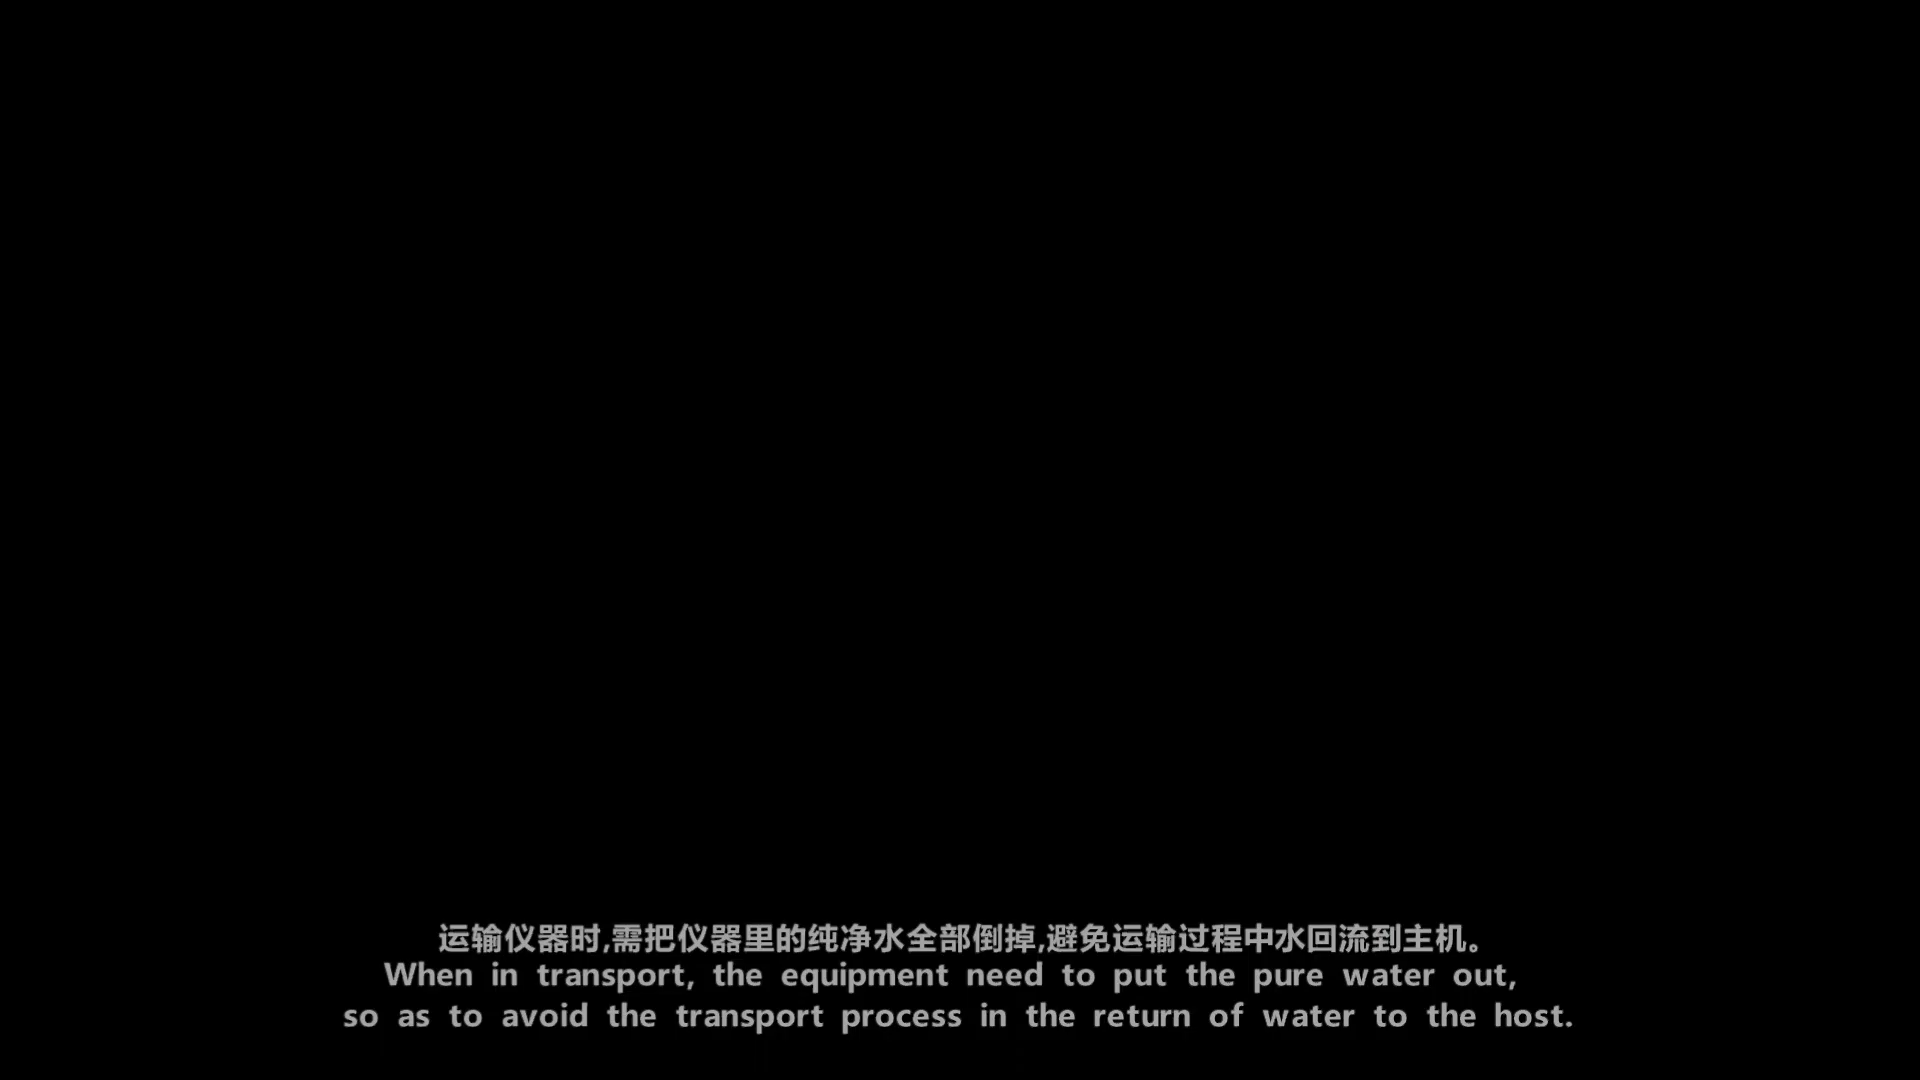 运输仪器时,需把仪器里的纯净水全部倒掉,避免运输过程中水回流到主机。
When in transport, the equipment need to put the pure water out,
so as to avoid the transport process in the return of water to the host.